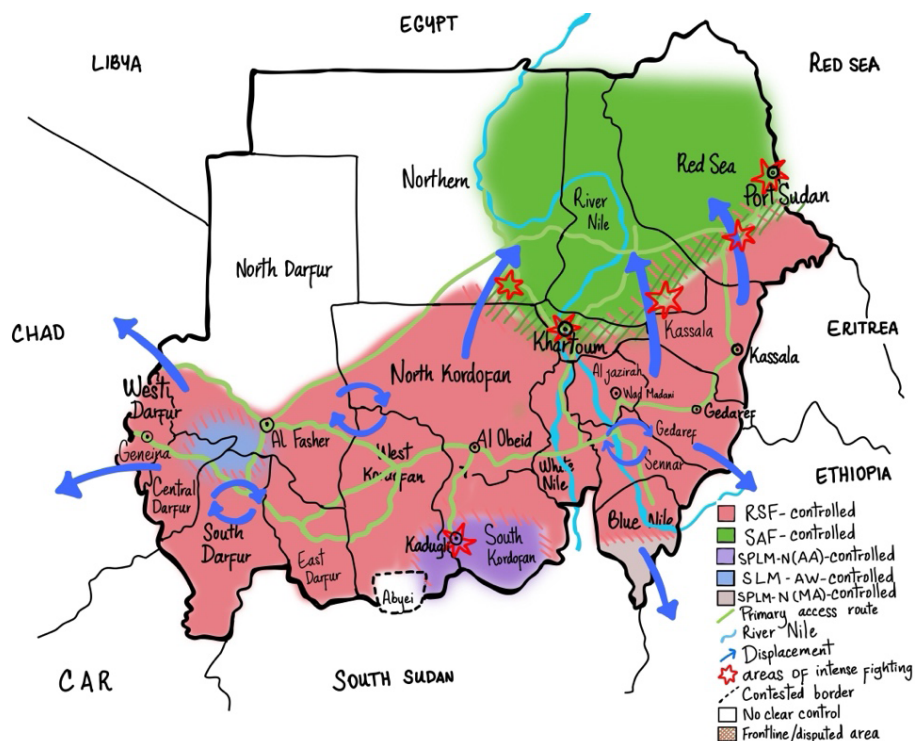 EGYPT
LIBYA
RED SEA
Red Sea
Northern
Port Sudan
River
Nile
North Darfur
CHAD
Kassala
ERITREA
Khartoum
Kassala
North Kordofan
Al jazirah
West
Darfur
Wad Madani
Gedaref
Al Fasher
Al Obeid
Gedaref
Geneina
West
Kordofan
White
Nile
Sennar
ETHIOPIA
Central
Darfur
South
Darfur
Kadugli
South
Kordofan
Blue Nile
East
Darfur
Abyei
CAR
SOUTH SUDAN
RSF-controlled
SAF-controlled
SPLM-N(AA)-controlled
SLM-AW-controlled
SPLM-N(MA)-controlled
Primary access route
River Nile
Displacement
areas of intense fighting
Contested border
No clear control
Frontline/disputed area